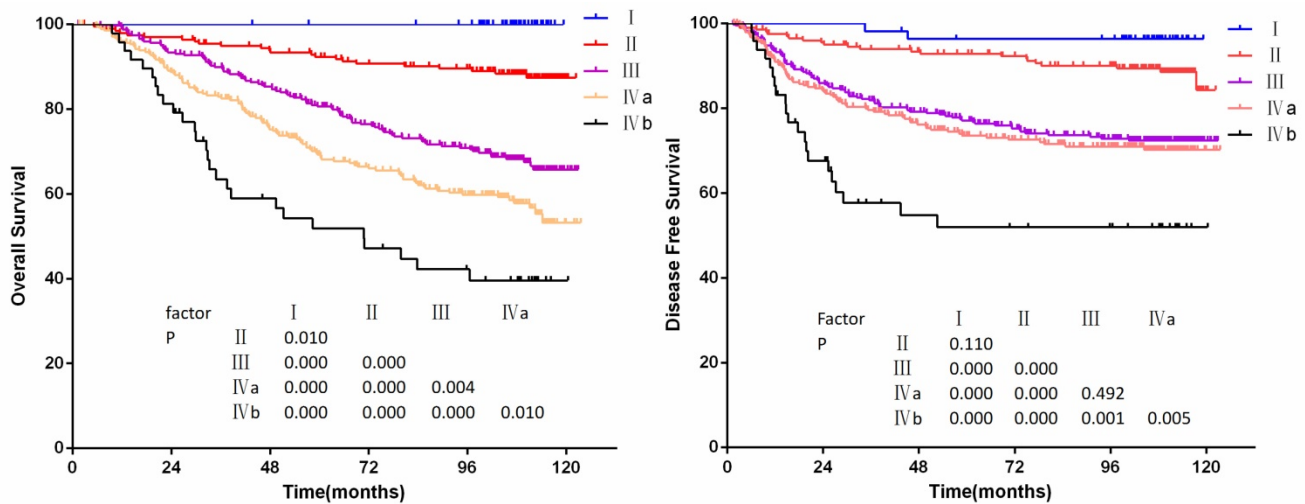 Overall Survival
100
80
60
40
20
0
0 24 48 72 96 120
Time(months)
I
II
III
IVa
IVb
factor I II III IVa
P II 0.010
III 0.000 0.000
IVa 0.000 0.000 0.004
IVb 0.000 0.000 0.000 0.010
Disease Free Survival
100
80
60
40
20
0
0 24 48 72 96 120
Time(months)
I
II
III
IVa
IVb
Factor I II III IVa
P II 0.110
III 0.000 0.000
IVa 0.000 0.000 0.492
IVb 0.000 0.000 0.001 0.005